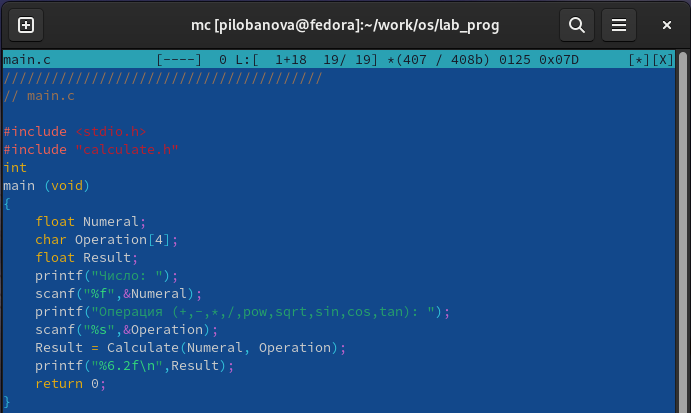 mc [pilobanova@fedora]:~/work/os/lab_prog
main.c [----] 0 L:[ 1+18 19/ 19] *(407 / 408b) 0125 0x07D [*][X]
////////////////////////////////////////
// main.c
#include <stdio.h>
#include "calculate.h"
int
main (void)
{
    float Numeral;
    char Operation[4];
    float Result;
    printf("Число: ");
    scanf("%f",&Numeral);
    printf("Операция (+,-,*,/,pow,sqrt,sin,cos,tan): ");
    scanf("%s",&Operation);
    Result = Calculate(Numeral, Operation);
    printf("%6.2f\n",Result);
    return 0;
}